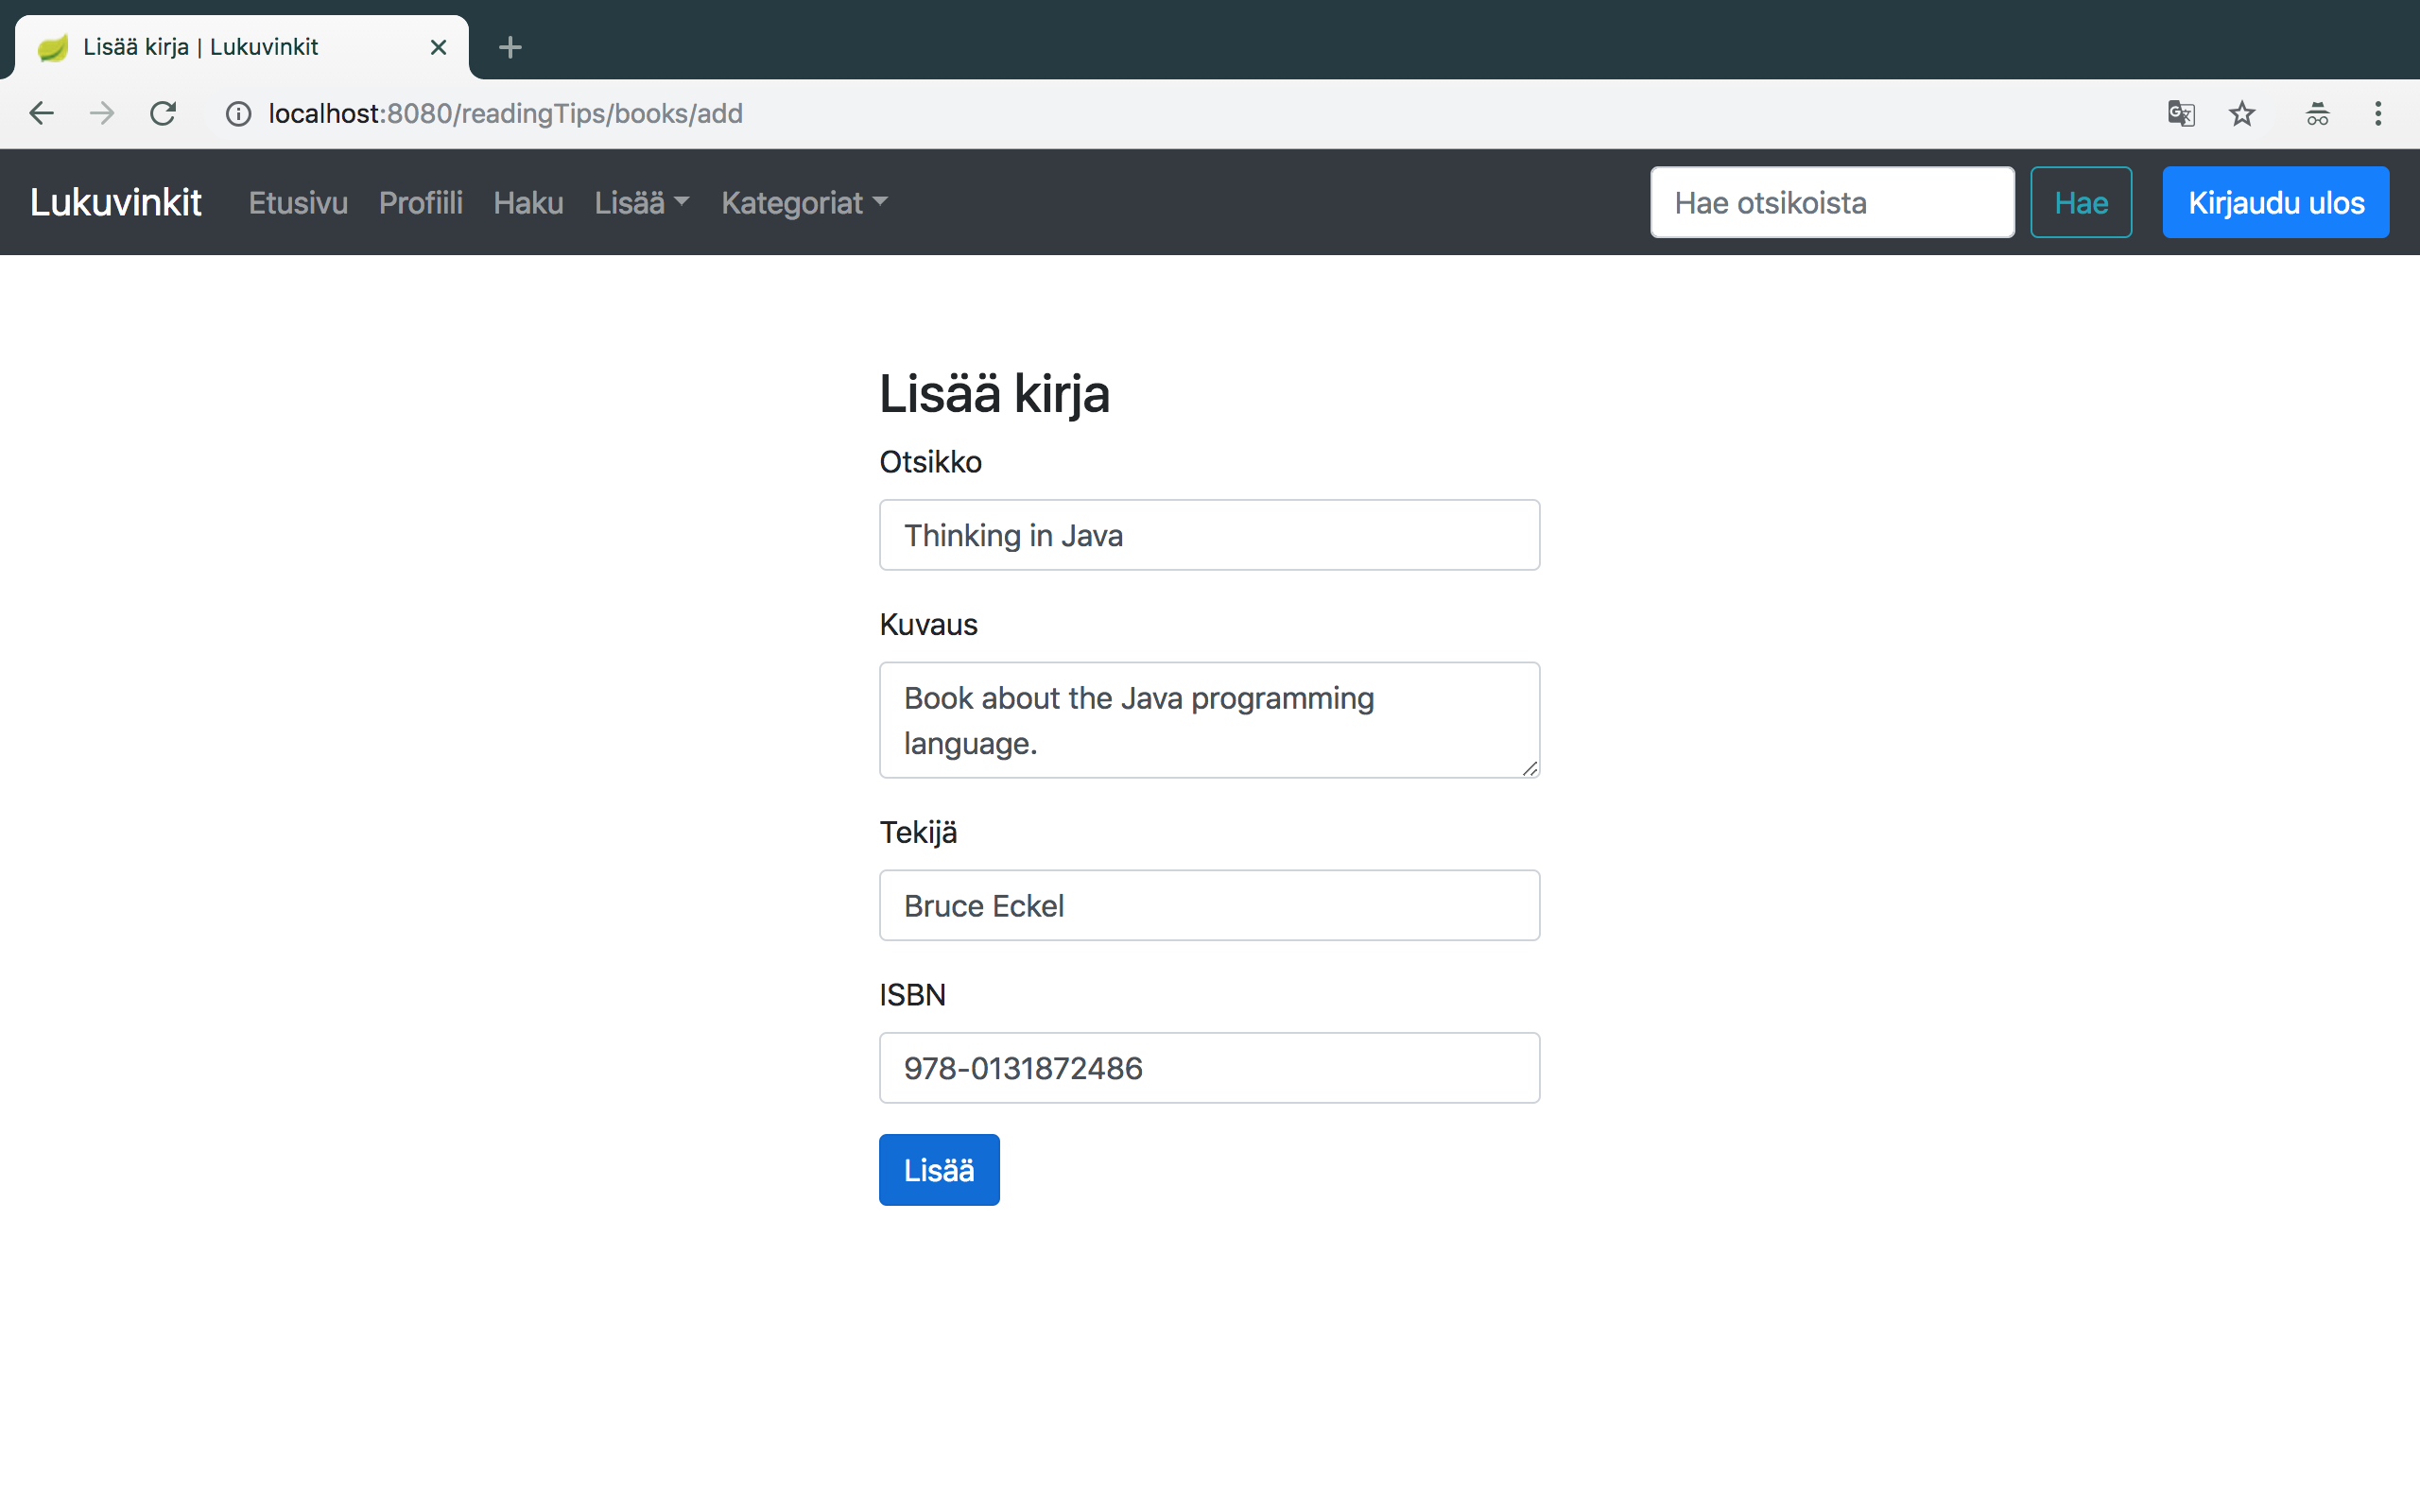 Lisää kirja | Lukuvinkit
localhost:8080/readingTips/books/add
Lukuvinkit Etusivu Profiili Haku Lisää Kategoriat Hae otsikoista Hae Kirjaudu ulos
Lisää kirja
Otsikko
Thinking in Java
Kuvaus
Book about the Java programming
language.
Tekijä
Bruce Eckel
ISBN
978-0131872486
Lisää